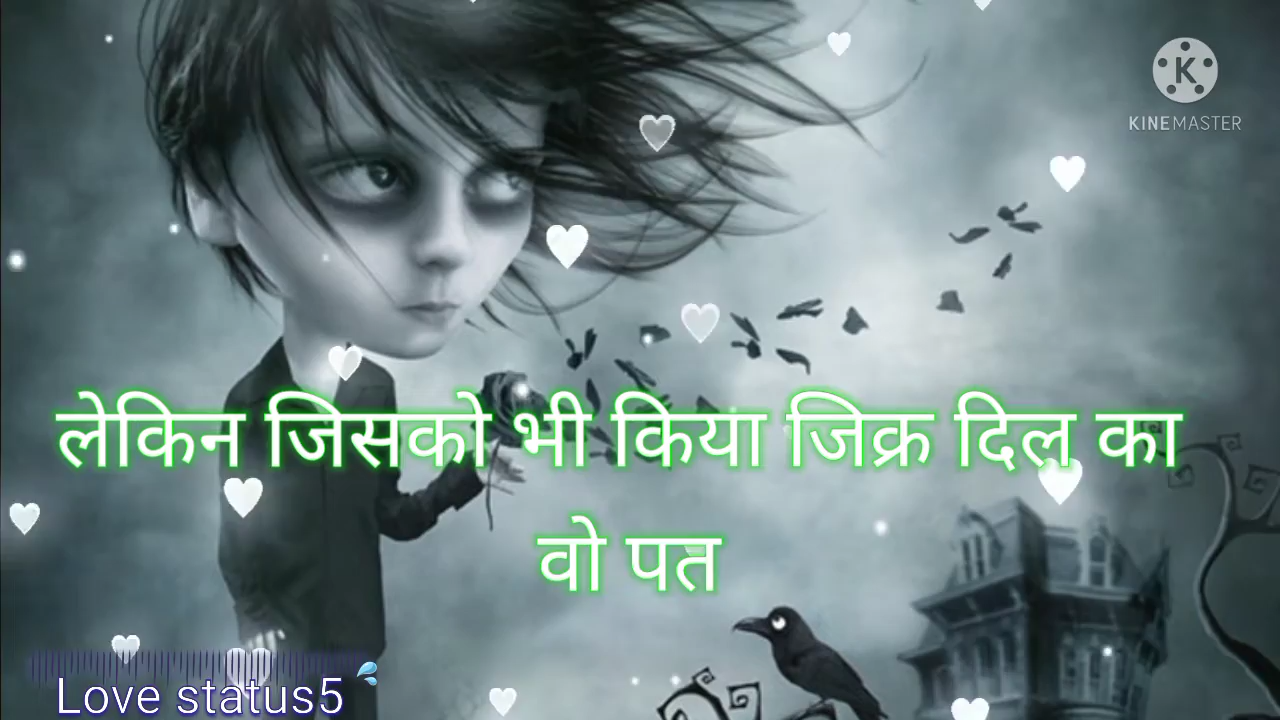 KINEMASTER
लेकिन जिसको भी किया जिक्र दिल का
वो पत
Love status5